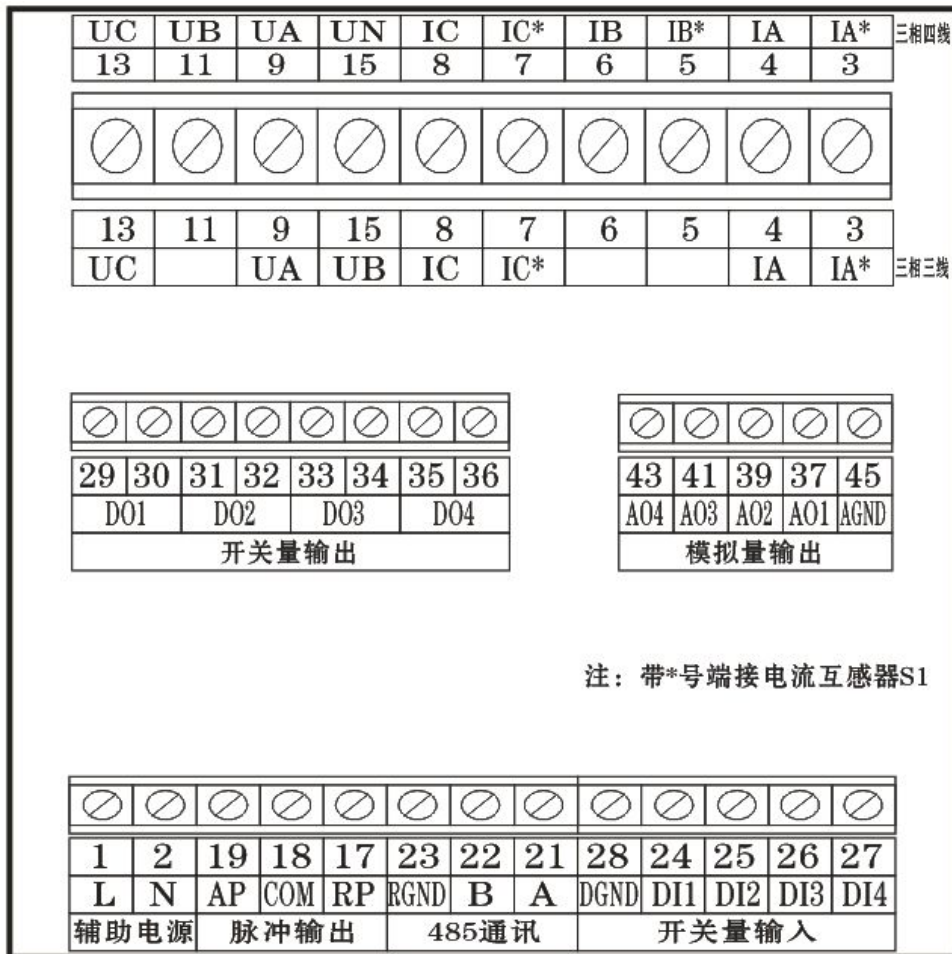 UC UB UA UN IC IC* IB IB* IA IA* 三相四线
13 11 9 15 8 7 6 5 4 3
13 11 9 15 8 7 6 5 4 3
UC UA UB IC IC* IA IA* 三相三线
29 30 31 32 33 34 35 36
DO1 DO2 DO3 DO4
开关量输出
43 41 39 37 45
AO4 AO3 AO2 AO1 AGND
模拟量输出
注：带*号端接电流互感器S1
1 2 19 18 17 23 22 21 28 24 25 26 27
L N AP COM RP RGND B A DGND DI1 DI2 DI3 DI4
辅助电源 脉冲输出 485通讯 开关量输入